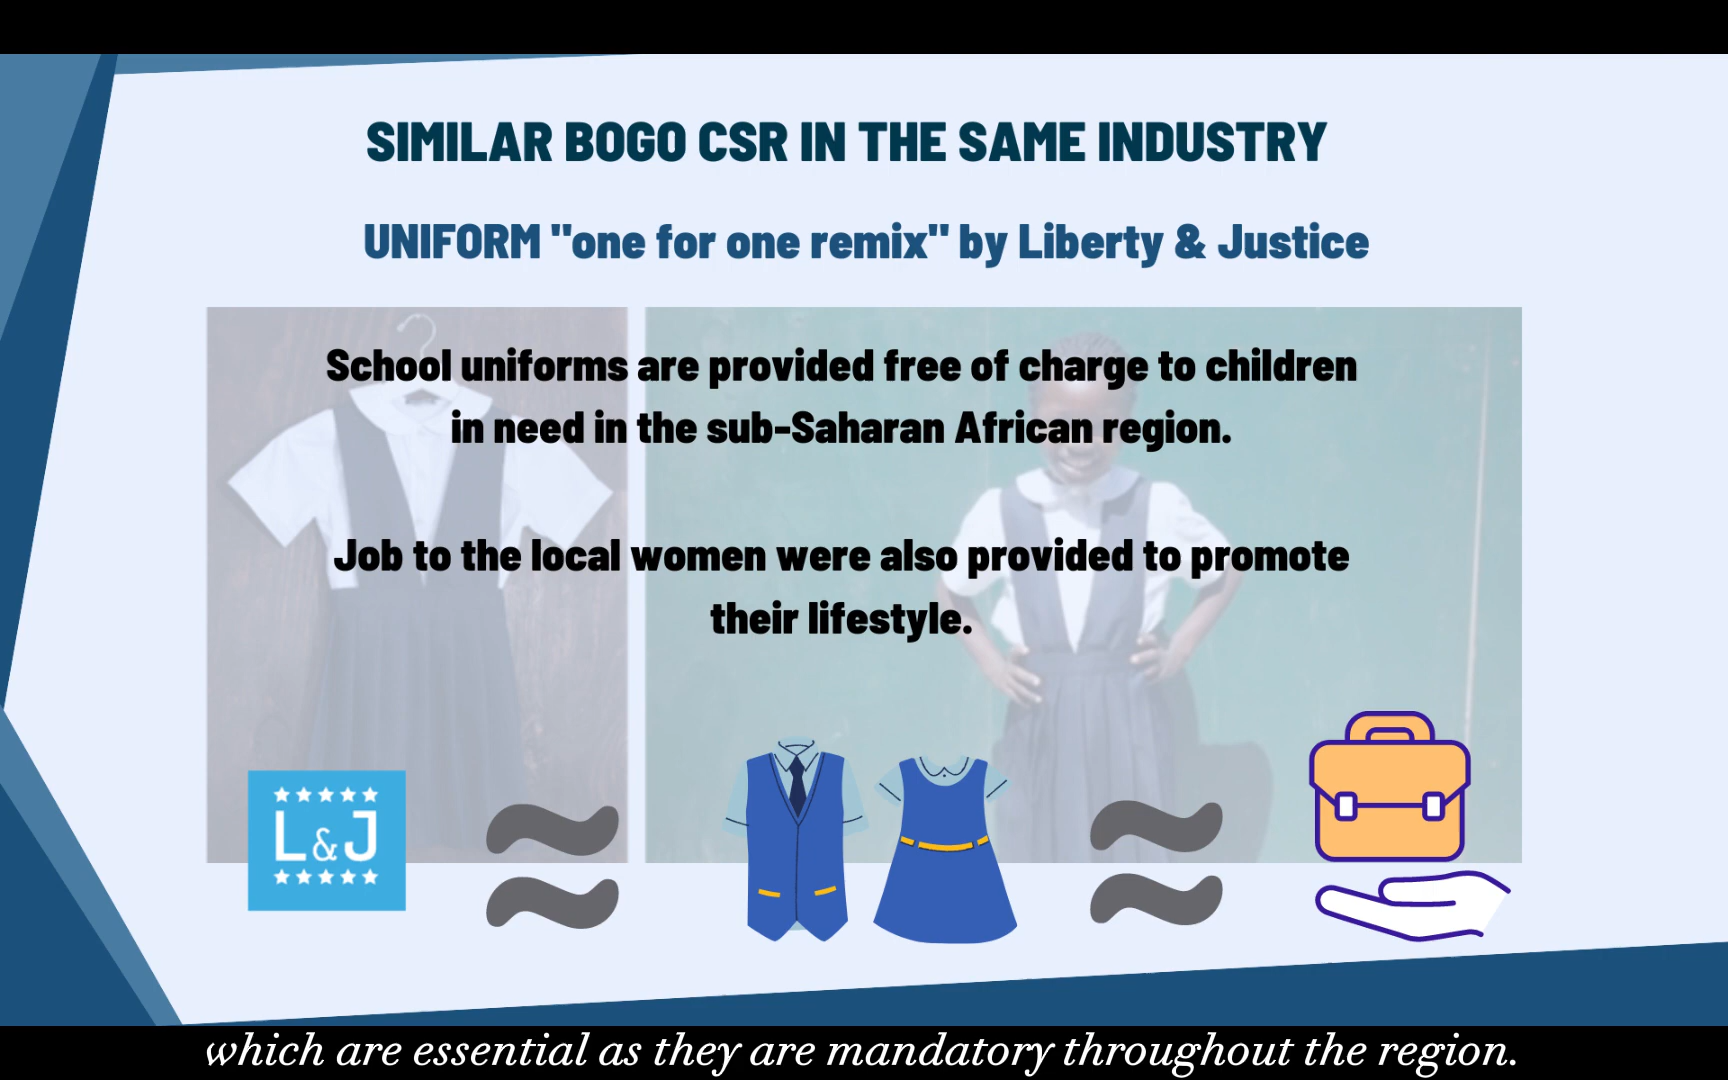 SIMILAR BOGO CSR IN THE SAME INDUSTRY
UNIFORM "one for one remix" by Liberty & Justice
School uniforms are provided free of charge to children
in need in the sub-Saharan African region.
Job to the local women were also provided to promote
their lifestyle.
L&J
which are essential as they are mandatory throughout the region.